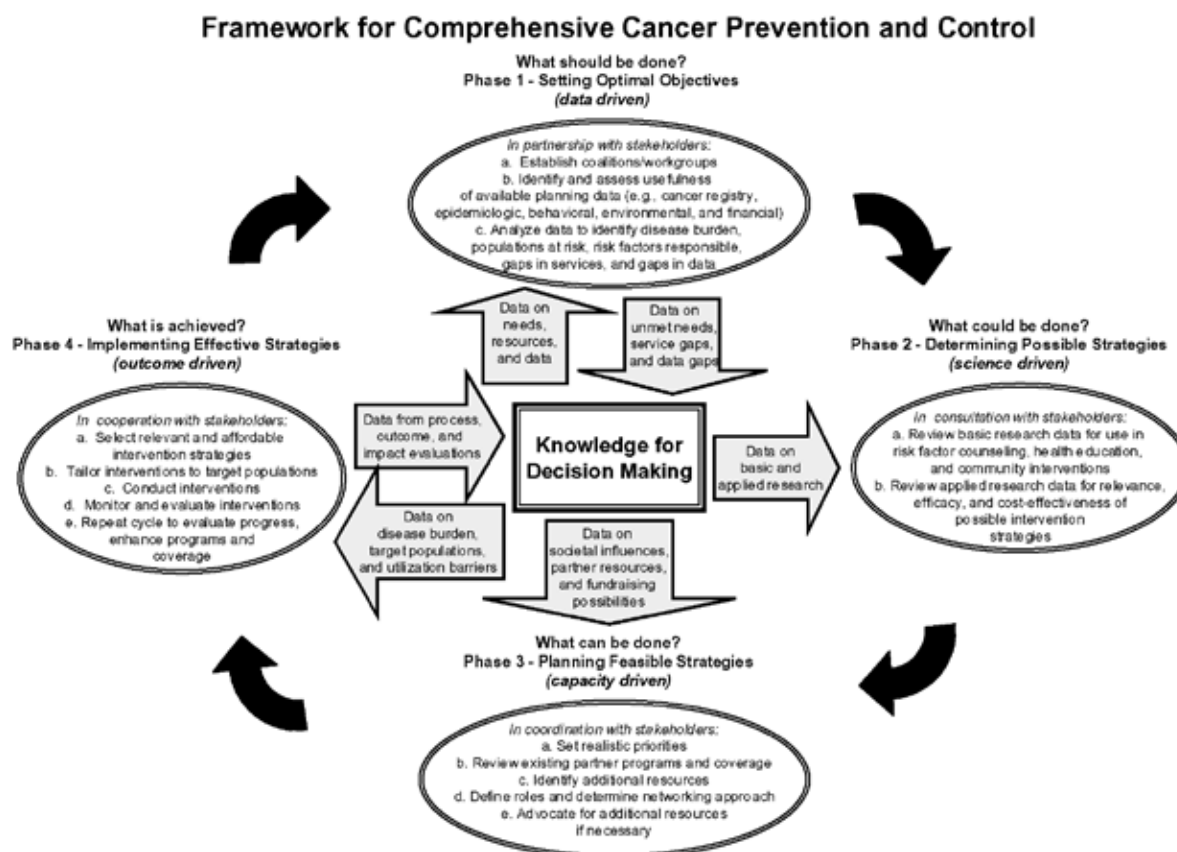 Framework for Comprehensive Cancer Prevention and Control
What should be done?
Phase 1 - Setting Optimal Objectives
(data driven)
In partnership with stakeholders:
a. Establish coalitions/workgroups
b. Identify and assess usefulness
of available planning data (e.g., cancer registry,
epidemiologic, behavioral, environmental, and financial)
c. Analyze data to identify disease burden,
populations at risk, risk factors responsible,
gaps in services, and gaps in data
Data on
needs,
resources,
and data
Data on
unmet needs,
service gaps,
and data gaps
What is achieved?
Phase 4 - Implementing Effective Strategies
(outcome driven)
In cooperation with stakeholders:
a. Select relevant and affordable
intervention strategies
b. Tailor interventions to target populations
c. Conduct interventions
d. Monitor and evaluate interventions
e. Repeat cycle to evaluate progress,
enhance programs and
coverage
Data from process,
outcome, and
impact evaluations
Data on
disease burden,
target populations,
and utilization barriers
Knowledge for
Decision Making
Data on
basic and
applied research
What could be done?
Phase 2 - Determining Possible Strategies
(science driven)
In consultation with stakeholders:
a. Review basic research data for use in
risk factor counseling, health education,
and community interventions
b. Review applied research data for relevance,
efficacy, and cost-effectiveness of
possible intervention
strategies
Data on
societal influences,
partner resources,
and fundraising
possibilities
What can be done?
Phase 3 - Planning Feasible Strategies
(capacity driven)
In coordination with stakeholders:
a. Set realistic priorities
b. Review existing partner programs and coverage
c. Identify additional resources
d. Define roles and determine networking approach
e. Advocate for additional resources
if necessary